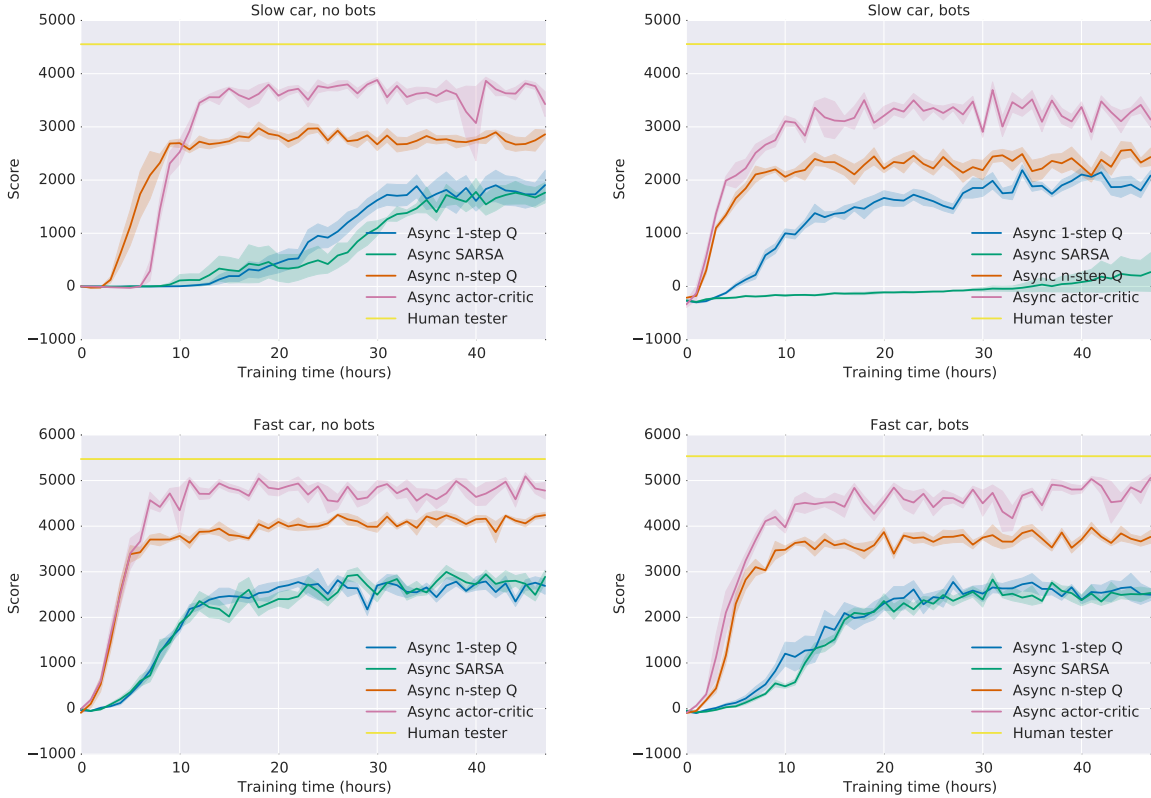 Slow car, no bots
5000
4000
3000
2000
1000
0
−1000
Score
0 10 20 30 40
Training time (hours)
Async 1-step Q
Async SARSA
Async n-step Q
Async actor-critic
Human tester
Slow car, bots
5000
4000
3000
2000
1000
0
−1000
Score
0 10 20 30 40
Training time (hours)
Async 1-step Q
Async SARSA
Async n-step Q
Async actor-critic
Human tester
Fast car, no bots
6000
5000
4000
3000
2000
1000
0
−1000
Score
0 10 20 30 40
Training time (hours)
Async 1-step Q
Async SARSA
Async n-step Q
Async actor-critic
Human tester
Fast car, bots
6000
5000
4000
3000
2000
1000
0
−1000
Score
0 10 20 30 40
Training time (hours)
Async 1-step Q
Async SARSA
Async n-step Q
Async actor-critic
Human tester